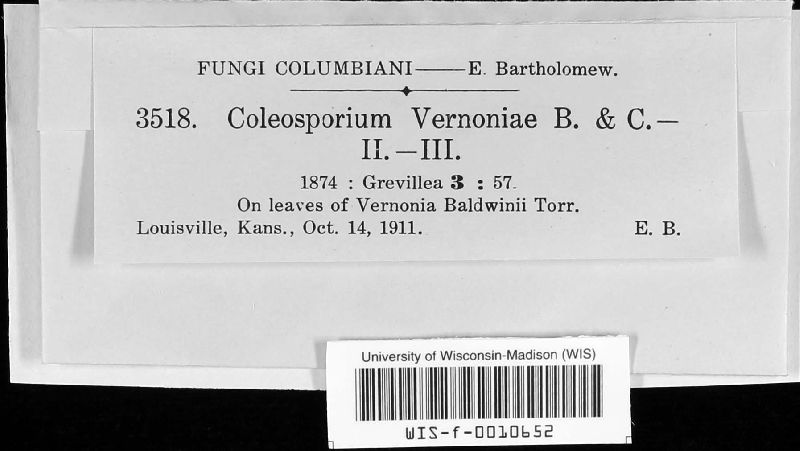 FUNGI COLUMBIANI——E. Bartholomew.
3518. Coleosporium Vernoniae B. & C.—
II.—III.
1874 : Grevillea 3 : 57.
On leaves of Vernonia Baldwinii Torr.
Louisville, Kans., Oct. 14, 1911. E. B.
University of Wisconsin-Madison (WIS)
WIS-f-0010652